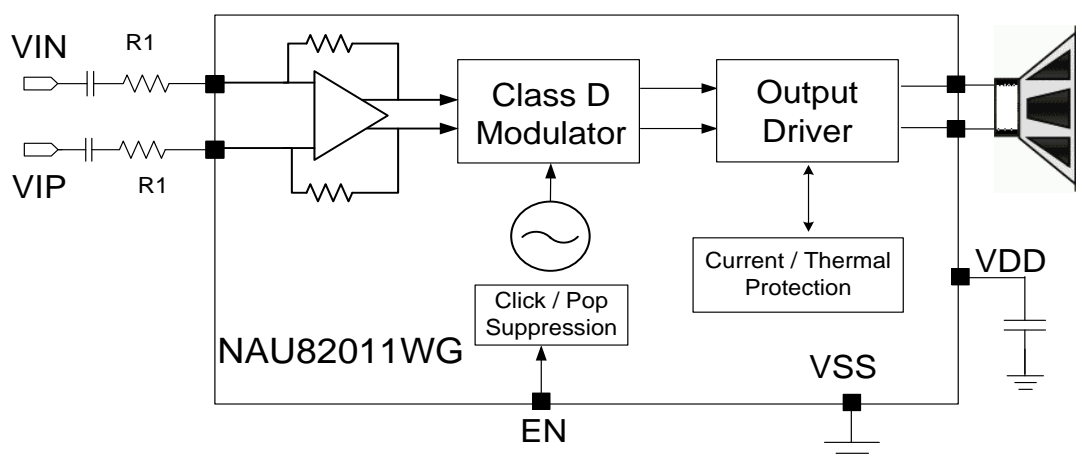 VIN
R1
VIP
R1
Class D
Modulator
Output
Driver
Click / Pop
Suppression
Current / Thermal
Protection
NAU82011WG
EN
VSS
VDD